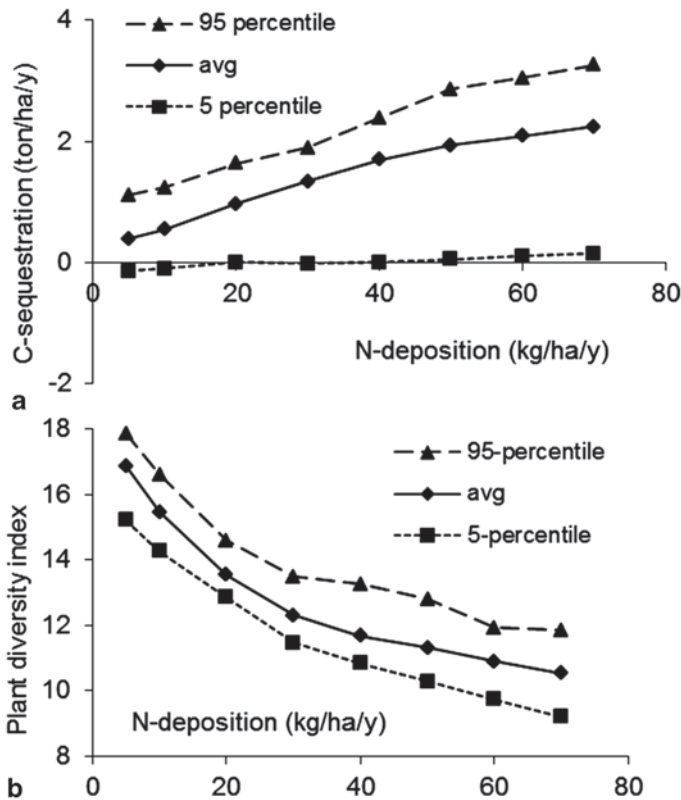 4
95 percentile
avg
5 percentile
2
0
0 20 40 60 80
N-deposition (kg/ha/y)
-2
C-sequestration (ton/ha/y)
a
18
95-percentile
16
avg
5-percentile
14
12
10
N-deposition (kg/ha/y)
8
0 20 40 60 80
Plant diversity index
b